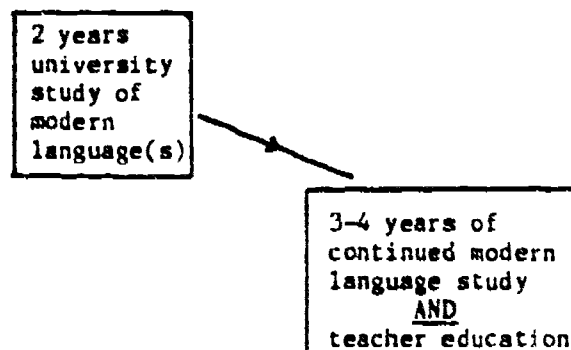 2 years
university
study of
modern
language(s)
3-4 years of
continued modern
language study
AND
teacher education